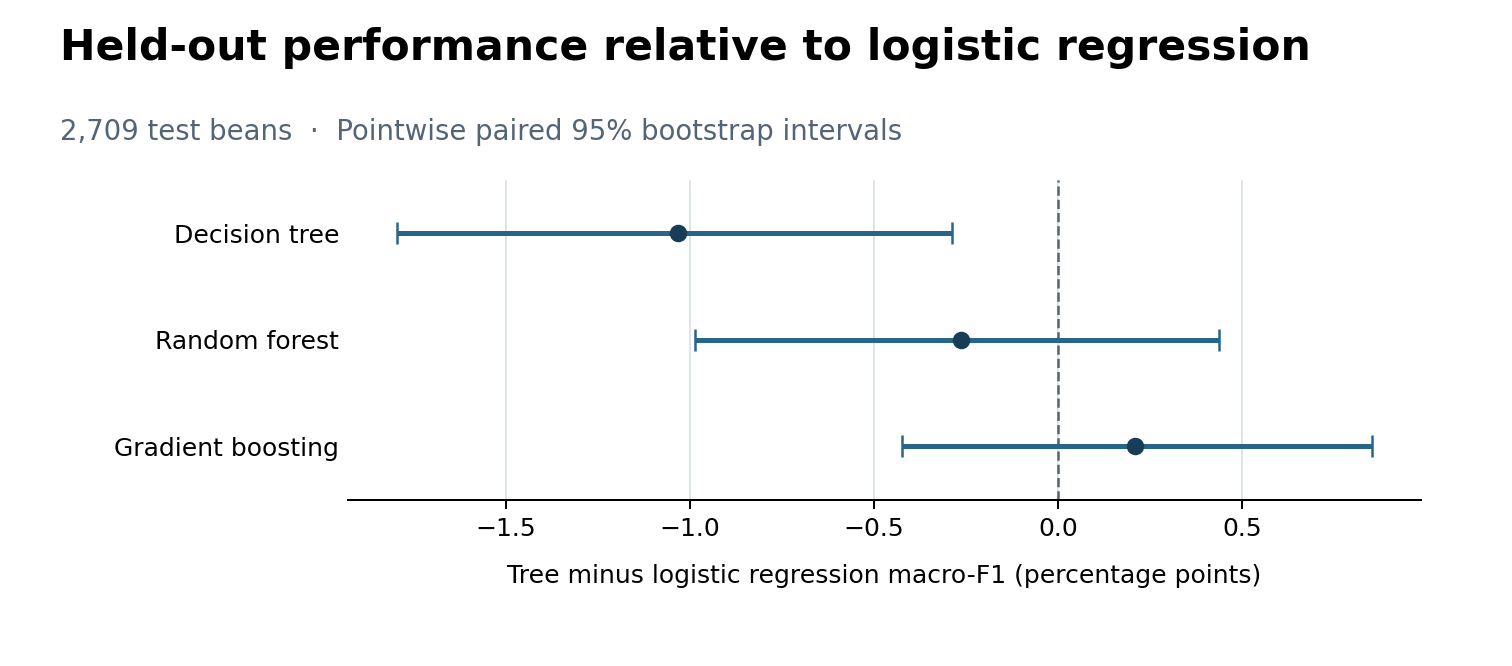 Held-out performance relative to logistic regression
2,709 test beans · Pointwise paired 95% bootstrap intervals
Decision tree
Random forest
Gradient boosting
−1.5 −1.0 −0.5 0.0 0.5
Tree minus logistic regression macro-F1 (percentage points)